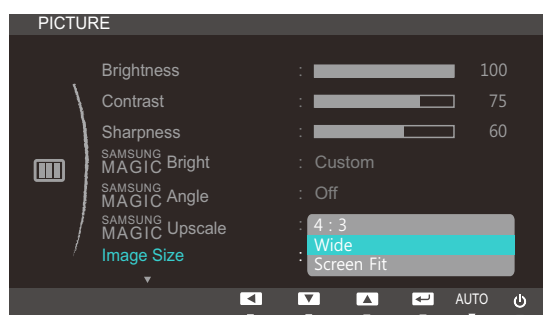 PICTURE
Brightness : 100
Contrast : 75
Sharpness : 60
SAMSUNG MAGIC Bright : Custom
SAMSUNG MAGIC Angle : Off
SAMSUNG MAGIC Upscale :
4 : 3
Image Size :
Wide
Screen Fit
AUTO